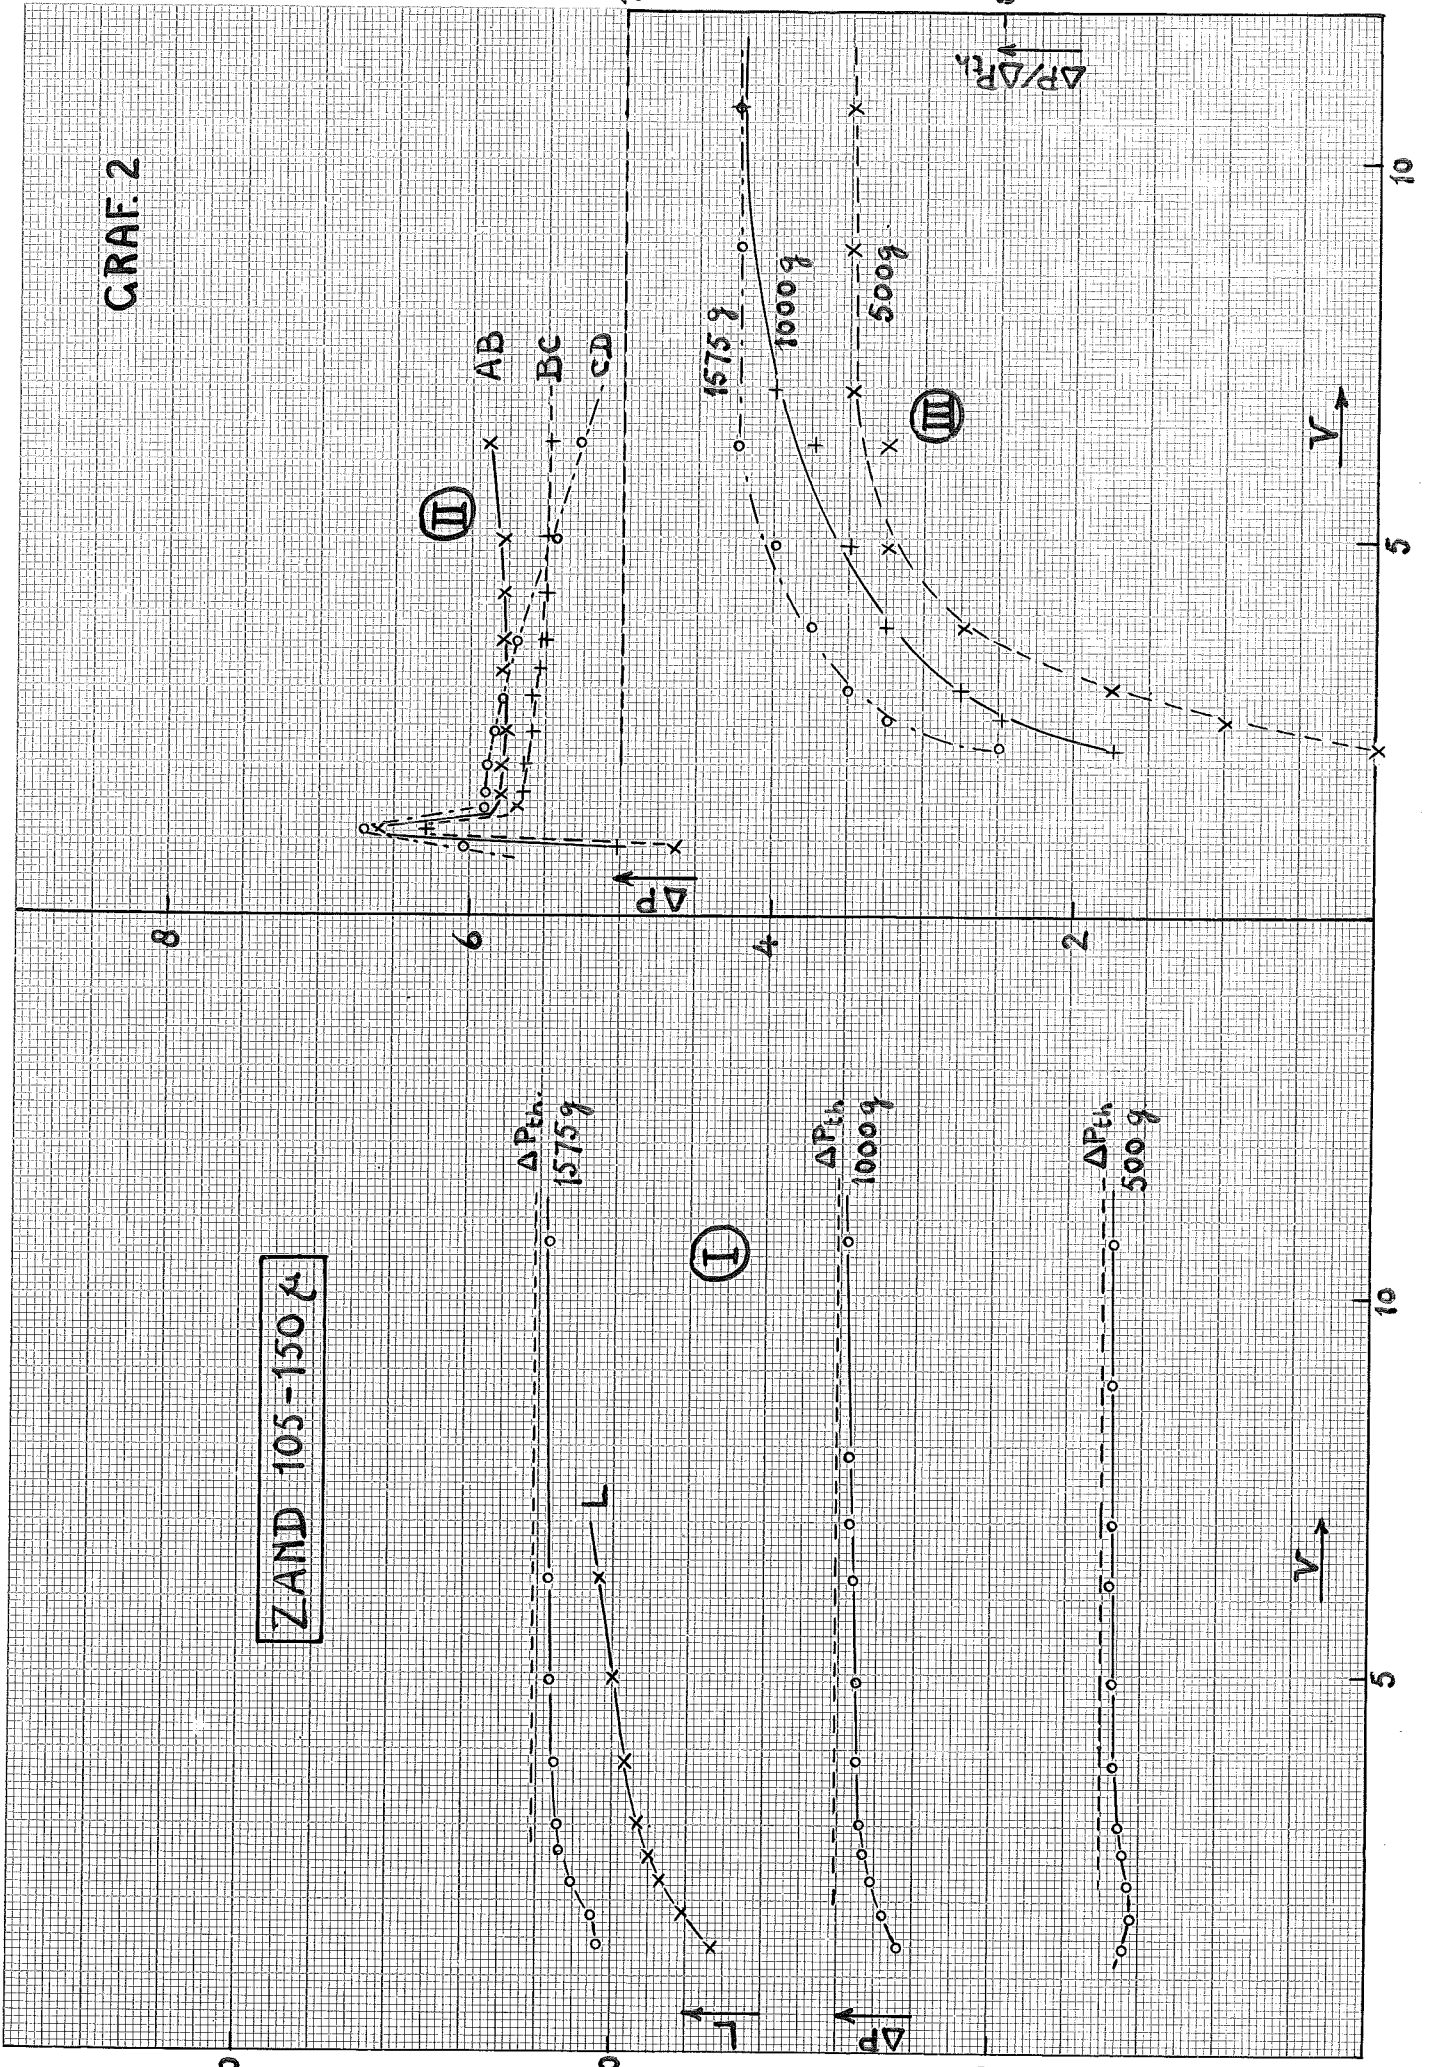 GRAF. 2
ZAND 105-150 μ
I
ΔPth.
1575 g
L
ΔPth
1000 g
ΔPth
500 g
L
ΔP
V
5
10
II
AB
BC
CD
ΔP
8
6
4
2
III
1575 g
1000 g
500g
ΔP/ΔPth
V
5
10